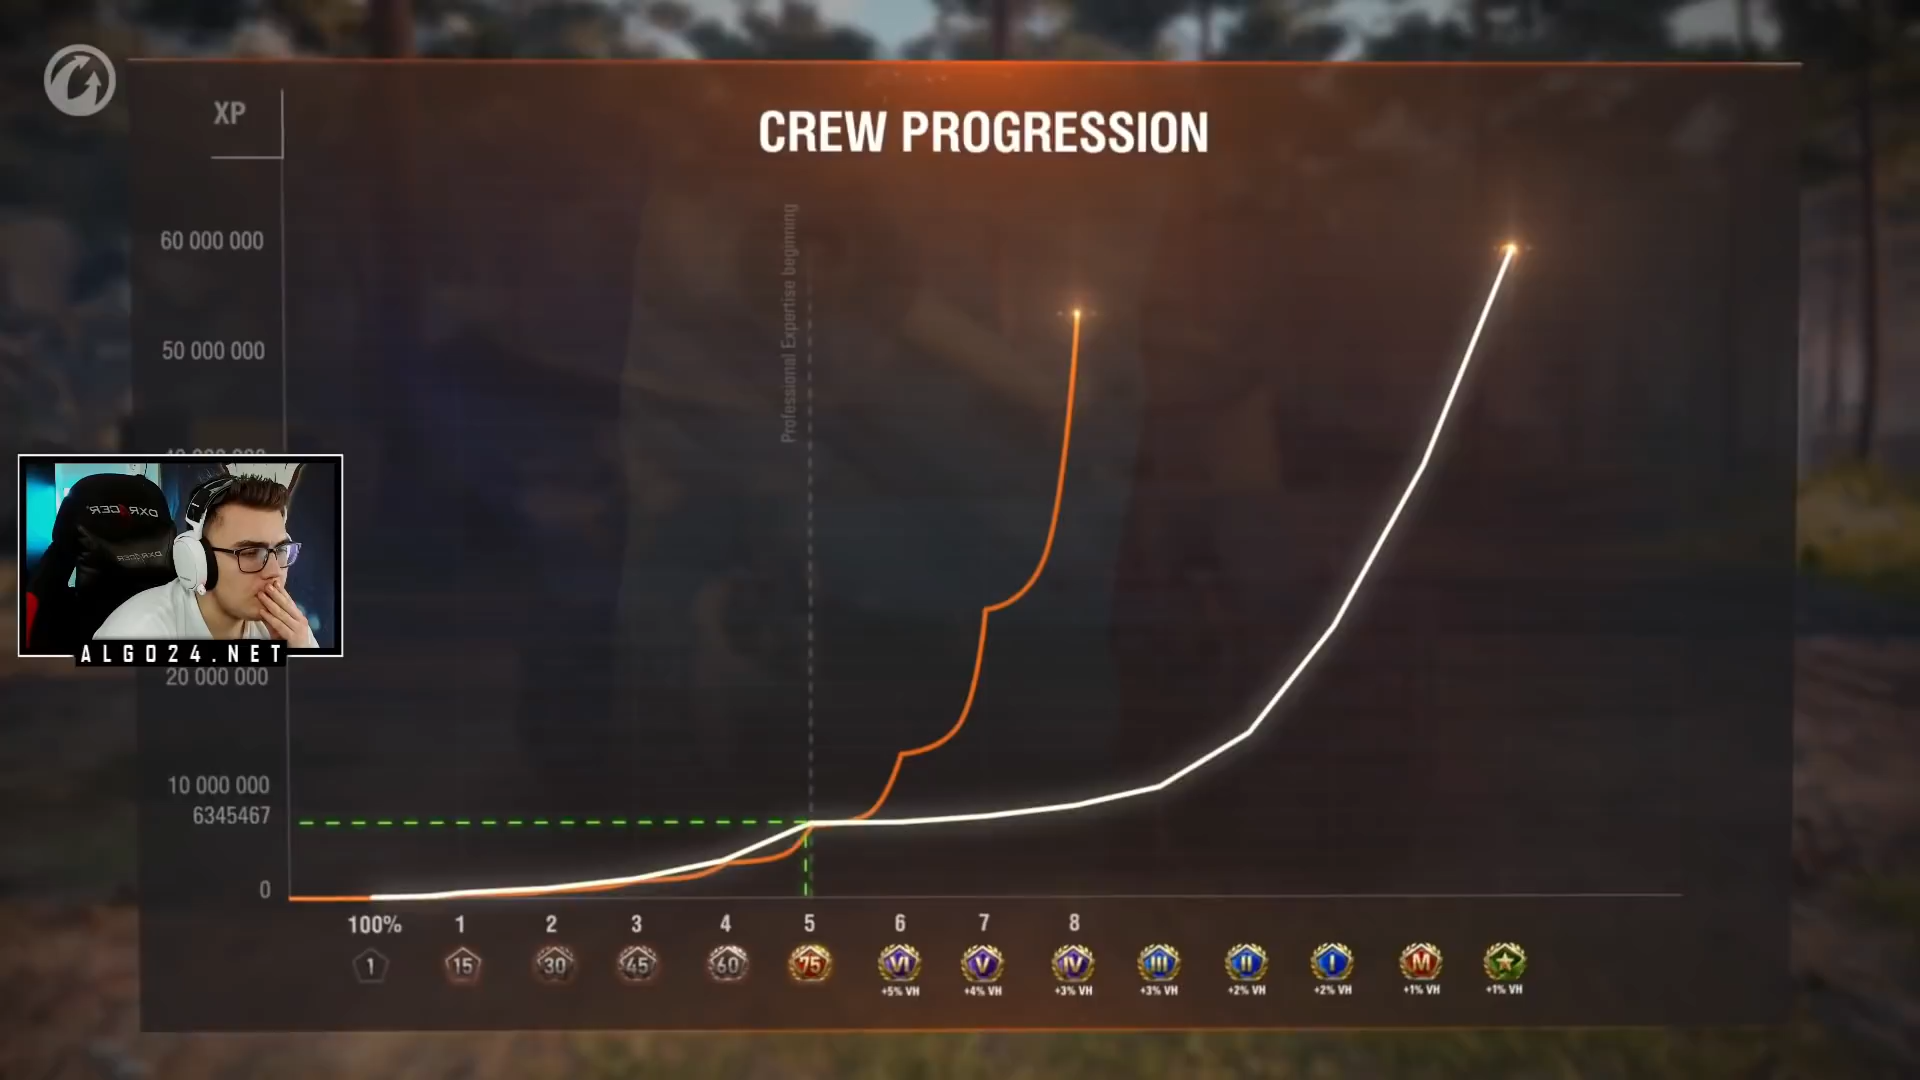 XP
CREW PROGRESSION
60 000 000
50 000 000
Professional Expertise beginning
DXRACER
DXRACER
ALGO24.NET
20 000 000
10 000 000
6345467
0
100% 1 2 3 4 5 6 7 8
1 15 30 45 60 75 VI V IV III II I M
+5% VH +4% VH +3% VH +3% VH +2% VH +2% VH +1% VH +1% VH